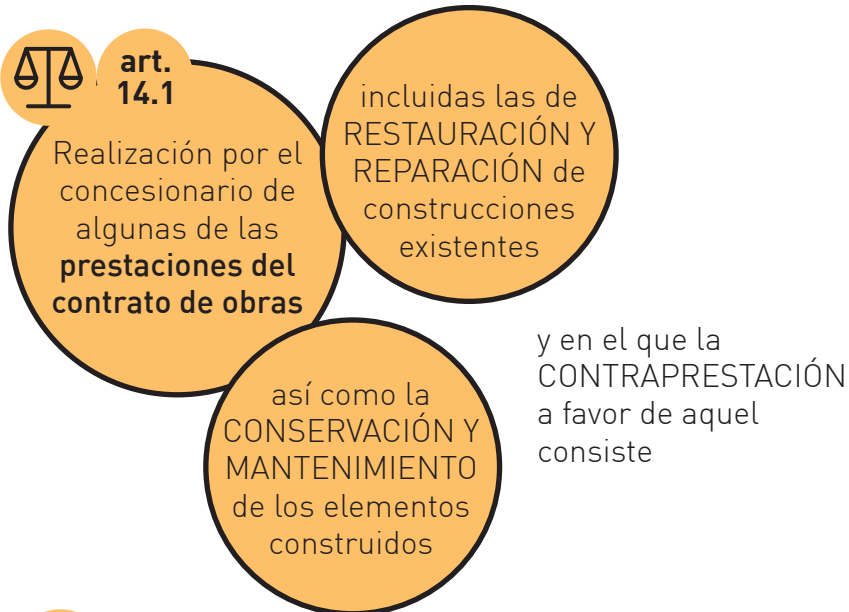 art.
14.1
Realización por el
concesionario de
algunas de las
prestaciones del
contrato de obras
incluidas las de
RESTAURACIÓN Y
REPARACIÓN de
construcciones
existentes
así como la
CONSERVACIÓN Y
MANTENIMIENTO
de los elementos
construidos
y en el que la
CONTRAPRESTACIÓN
a favor de aquel
consiste